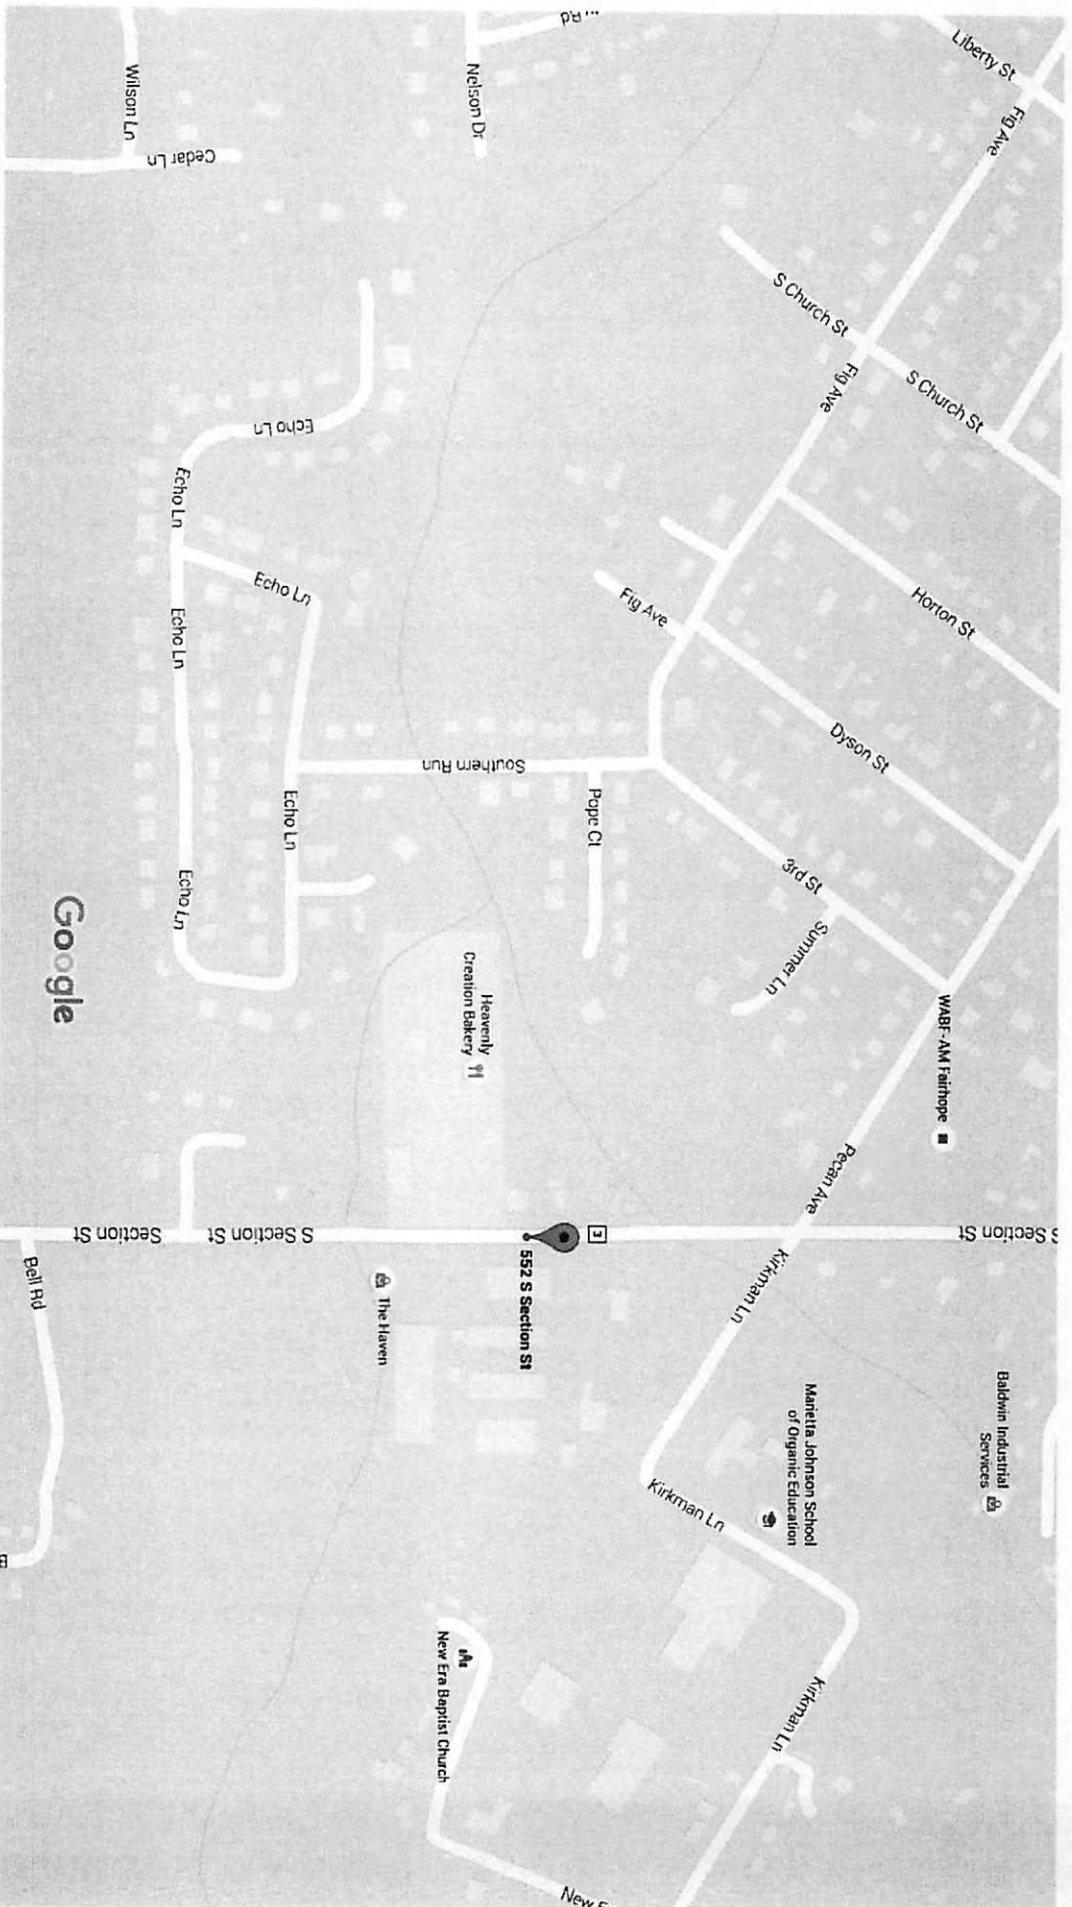 Liberty St
Fig Ave
S Church St
S Church St
Fig Ave
Horton St
Fig Ave
Dyson St
3rd St
Summer Ln
Pope Ct
Southern Run
Nelson Dr
Rd
Wilson Ln
Cedar Ln
Echo Ln
Echo Ln
Echo Ln
Echo Ln
Echo Ln
Echo Ln
WABF-AM Fairhope
Pecan Ave
S Section St
3
552 S Section St
S Section St
Section St
Bell Rd
Heavenly
Creation Bakery
The Haven
Kirkman Ln
Kirkman Ln
Kirkman Ln
Marietta Johnson School
of Organic Education
Baldwin Industrial
Services
New Era Baptist Church
New E
Google